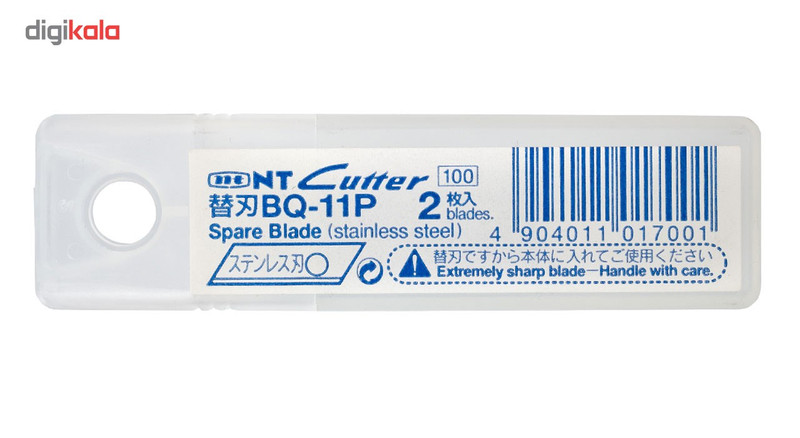 digikala
NT Cutter 100
替刃BQ-11P 2枚入
blades.
Spare Blade (stainless steel)
4 904011 017001
ステンレス刃
替刃ですから本体に入れてご使用ください
Extremely sharp blade—Handle with care.